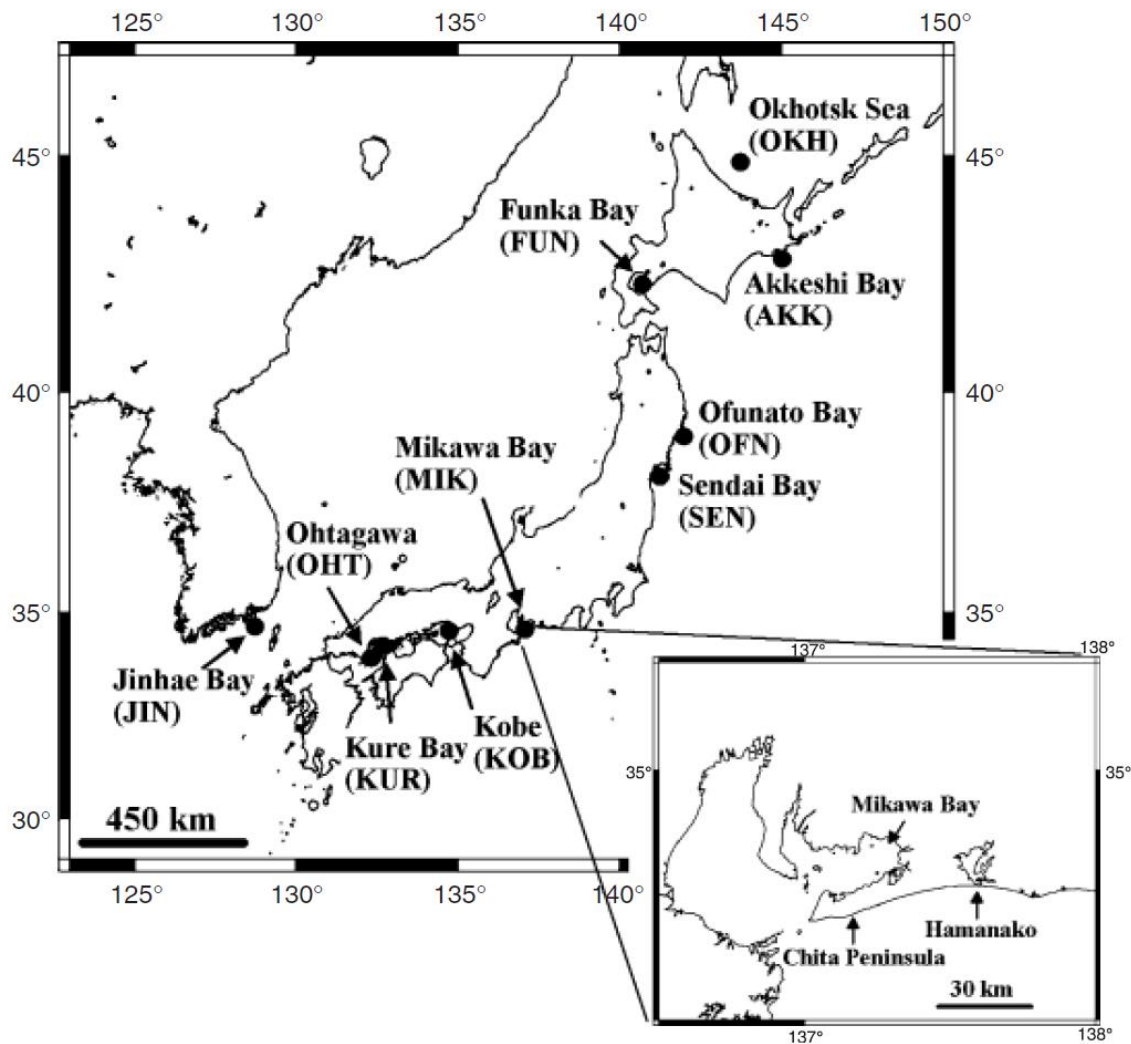 125° 130° 135° 140° 145° 150°
Okhotsk Sea
(OKH)
45° 45°
Funka Bay
(FUN)
Akkeshi Bay
(AKK)
40° 40°
Ofunato Bay
(OFN)
Mikawa Bay
(MIK)
Sendai Bay
(SEN)
Ohtagawa
(OHT)
35° 35°
Jinhae Bay
(JIN)
Kobe
(KOB)
Kure Bay
(KUR)
30°
450 km
125° 130° 135° 140°
137° 138°
35° 35°
Mikawa Bay
Hamanako
Chita Peninsula
30 km
137° 138°